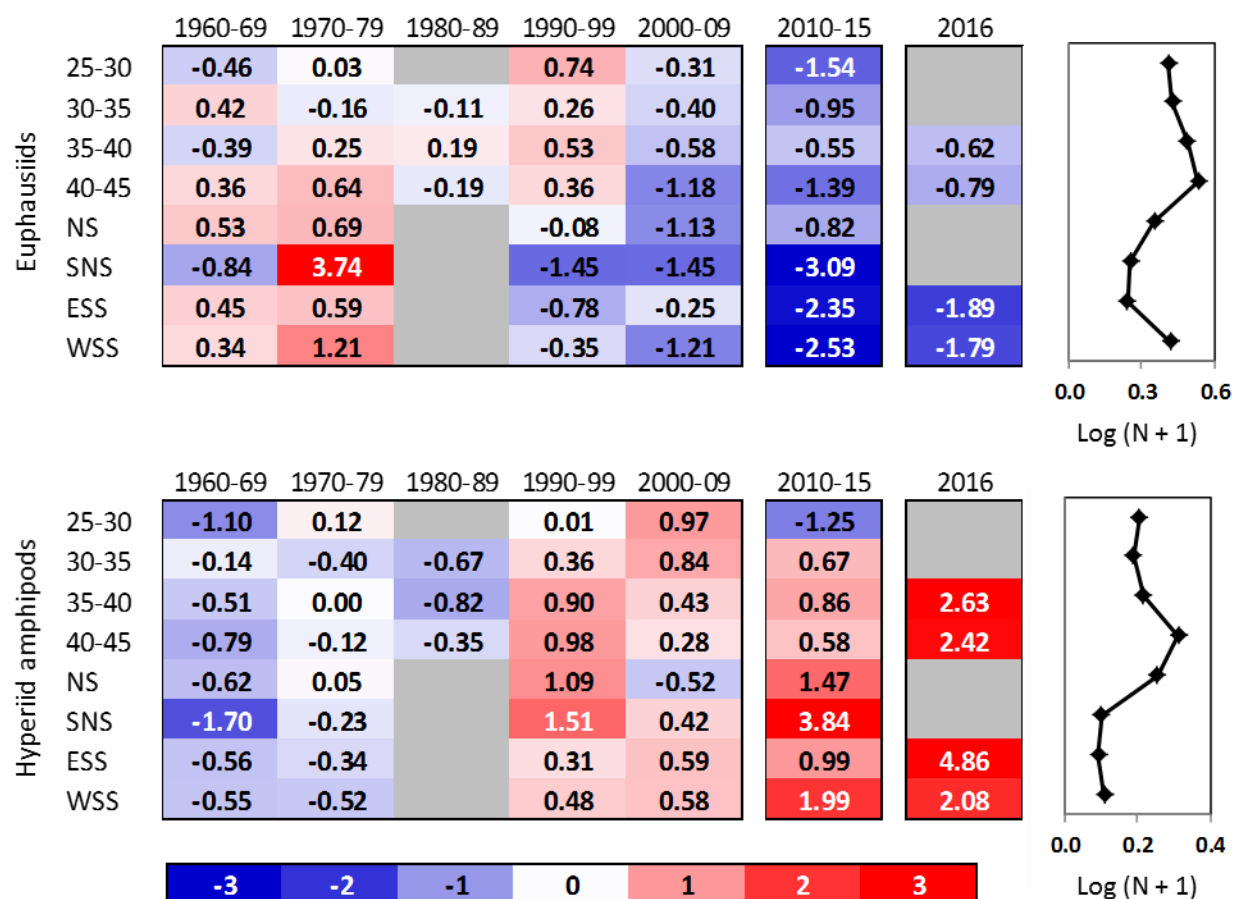 1960-69 1970-79 1980-89 1990-99 2000-09 2010-15 2016
Euphausiids
25-30 -0.46 0.03 0.74 -0.31 -1.54
30-35 0.42 -0.16 -0.11 0.26 -0.40 -0.95
35-40 -0.39 0.25 0.19 0.53 -0.58 -0.55 -0.62
40-45 0.36 0.64 -0.19 0.36 -1.18 -1.39 -0.79
NS 0.53 0.69 -0.08 -1.13 -0.82
SNS -0.84 3.74 -1.45 -1.45 -3.09
ESS 0.45 0.59 -0.78 -0.25 -2.35 -1.89
WSS 0.34 1.21 -0.35 -1.21 -2.53 -1.79
0.0 0.3 0.6
Log (N + 1)
1960-69 1970-79 1980-89 1990-99 2000-09 2010-15 2016
Hyperiid amphipods
25-30 -1.10 0.12 0.01 0.97 -1.25
30-35 -0.14 -0.40 -0.67 0.36 0.84 0.67
35-40 -0.51 0.00 -0.82 0.90 0.43 0.86 2.63
40-45 -0.79 -0.12 -0.35 0.98 0.28 0.58 2.42
NS -0.62 0.05 1.09 -0.52 1.47
SNS -1.70 -0.23 1.51 0.42 3.84
ESS -0.56 -0.34 0.31 0.59 0.99 4.86
WSS -0.55 -0.52 0.48 0.58 1.99 2.08
0.0 0.2 0.4
-3 -2 -1 0 1 2 3
Log (N + 1)